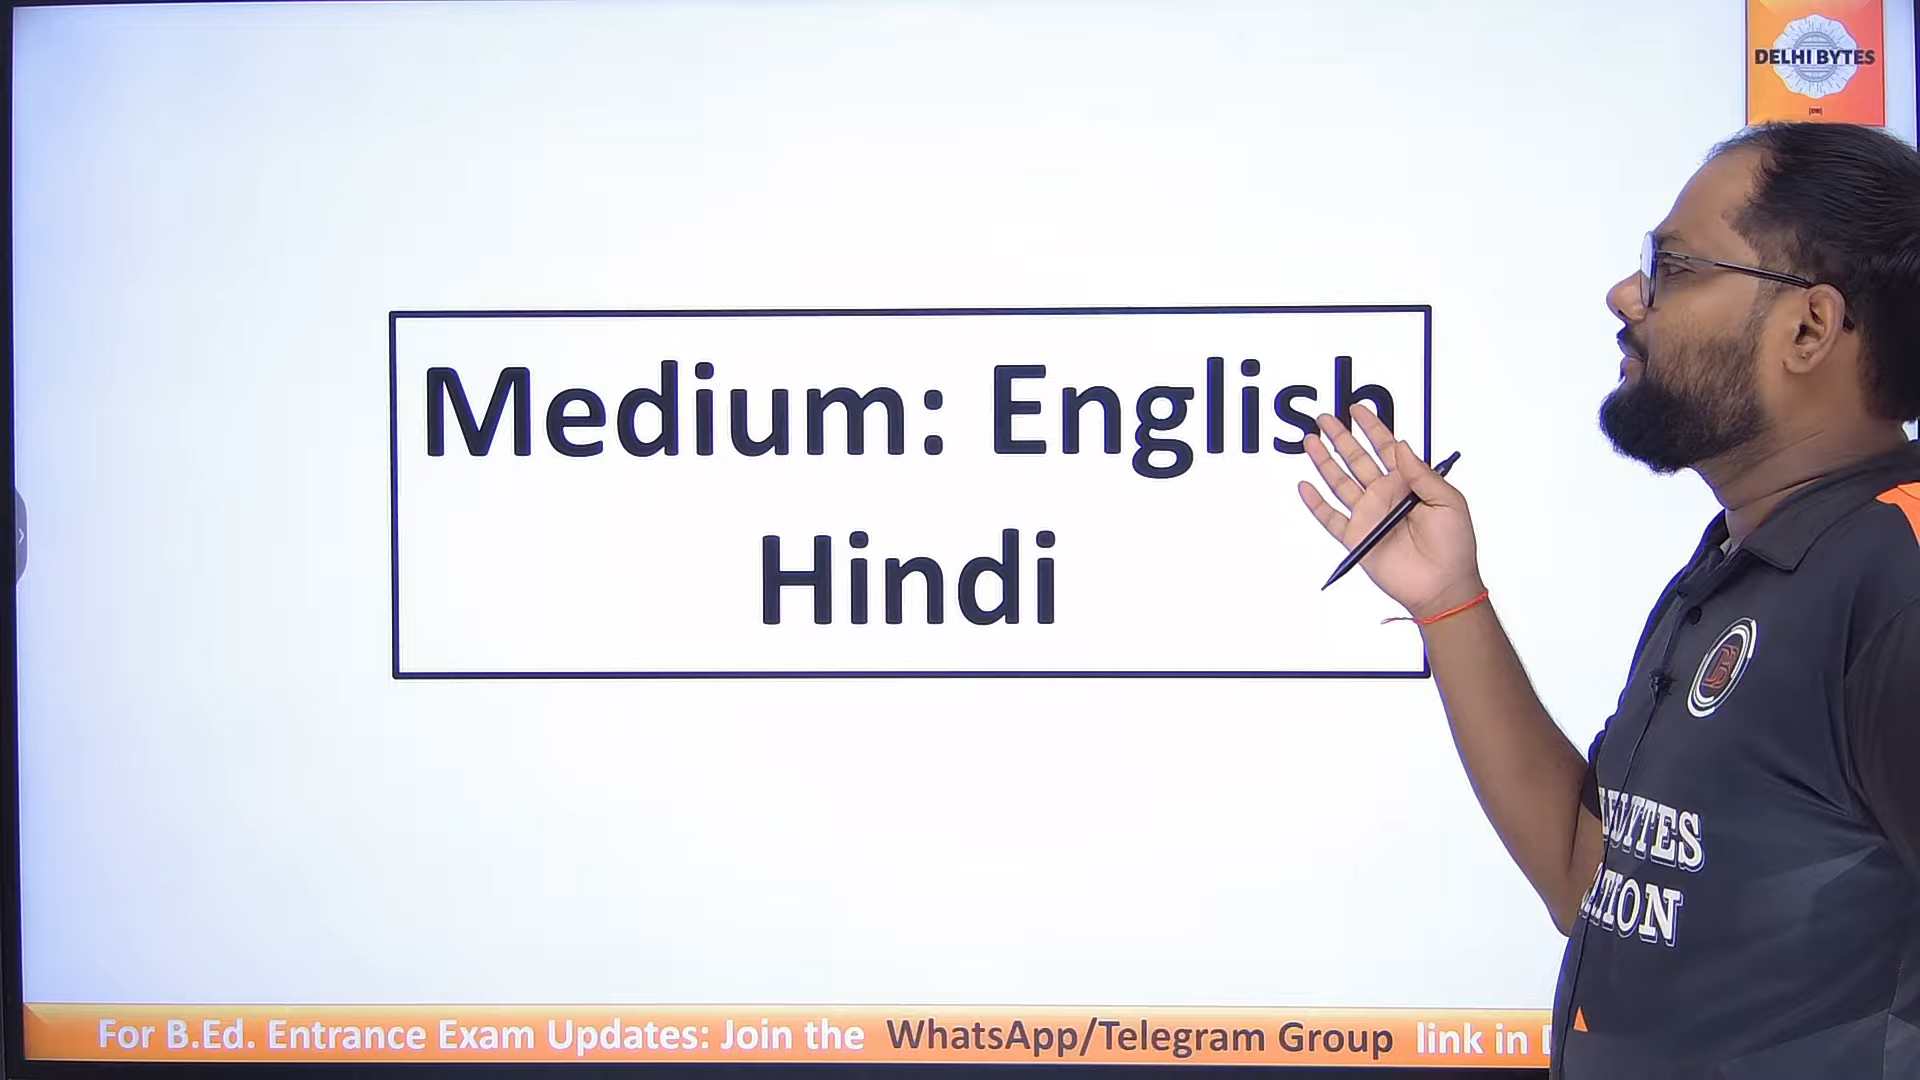 DELHI BYTES
Medium: English
Hindi
For B.Ed. Entrance Exam Updates: Join the WhatsApp/Telegram Group link in